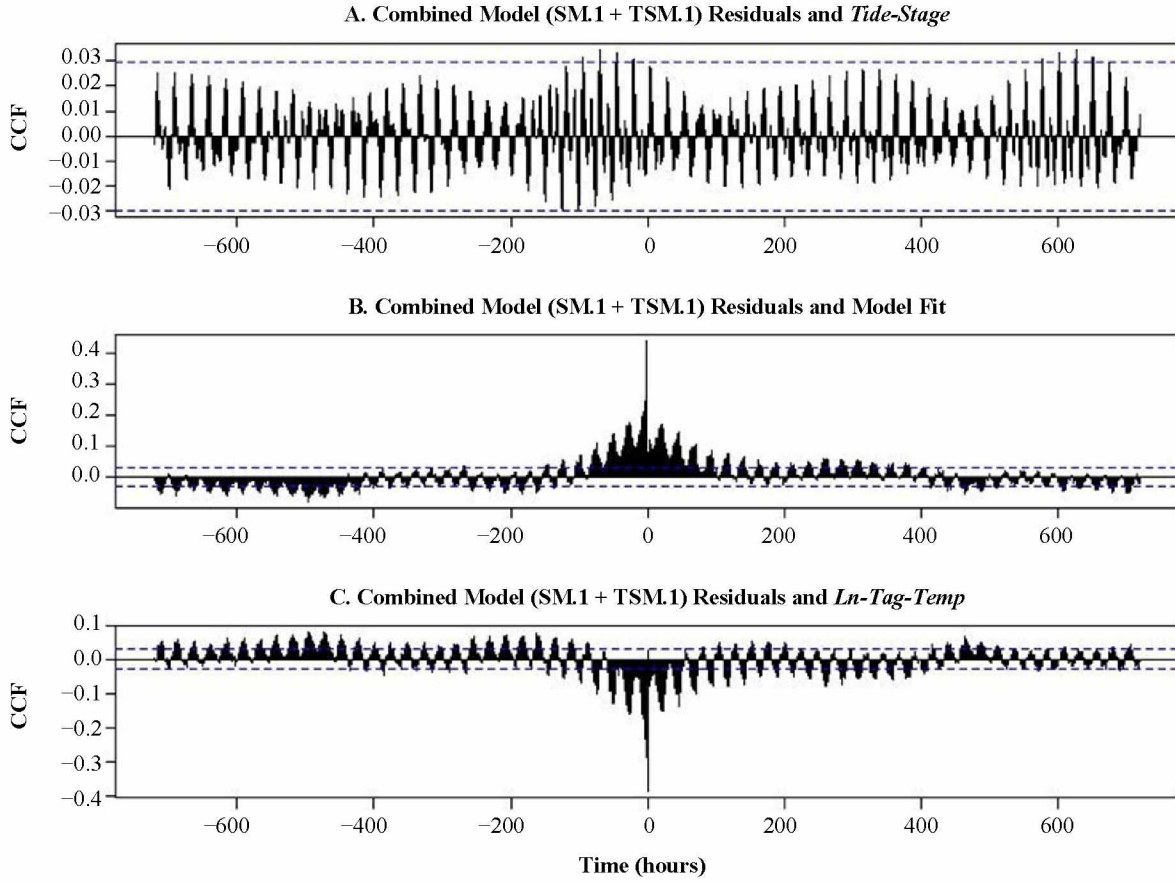 A. Combined Model (SM.1 + TSM.1) Residuals and Tide-Stage
CCF
0.03
0.02
0.01
0.00
−0.01
−0.02
−0.03
−600 −400 −200 0 200 400 600
B. Combined Model (SM.1 + TSM.1) Residuals and Model Fit
CCF
0.4
0.3
0.2
0.1
0.0
−600 −400 −200 0 200 400 600
C. Combined Model (SM.1 + TSM.1) Residuals and Ln-Tag-Temp
CCF
0.1
0.0
−0.1
−0.2
−0.3
−0.4
−600 −400 −200 0 200 400 600
Time (hours)